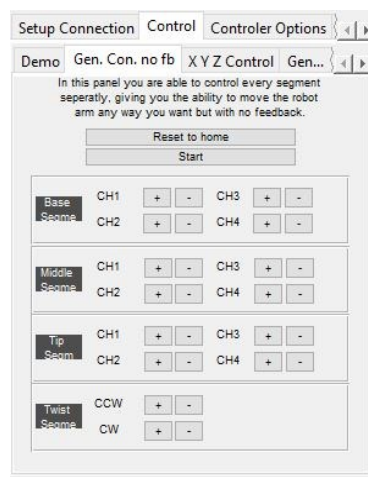 Setup Connection Control Controler Options
Demo Gen. Con. no fb X Y Z Control Gen...
In this panel you are able to control every segment
seperatly, giving you the ability to move the robot
arm any way you want but with no feedback.
Reset to home
Start
Base CH1 + - CH3 + -
Segme CH2 + - CH4 + -
Middle CH1 + - CH3 + -
Segme CH2 + - CH4 + -
Tip CH1 + - CH3 + -
Segm CH2 + - CH4 + -
Twist CCW + -
Segme CW + -